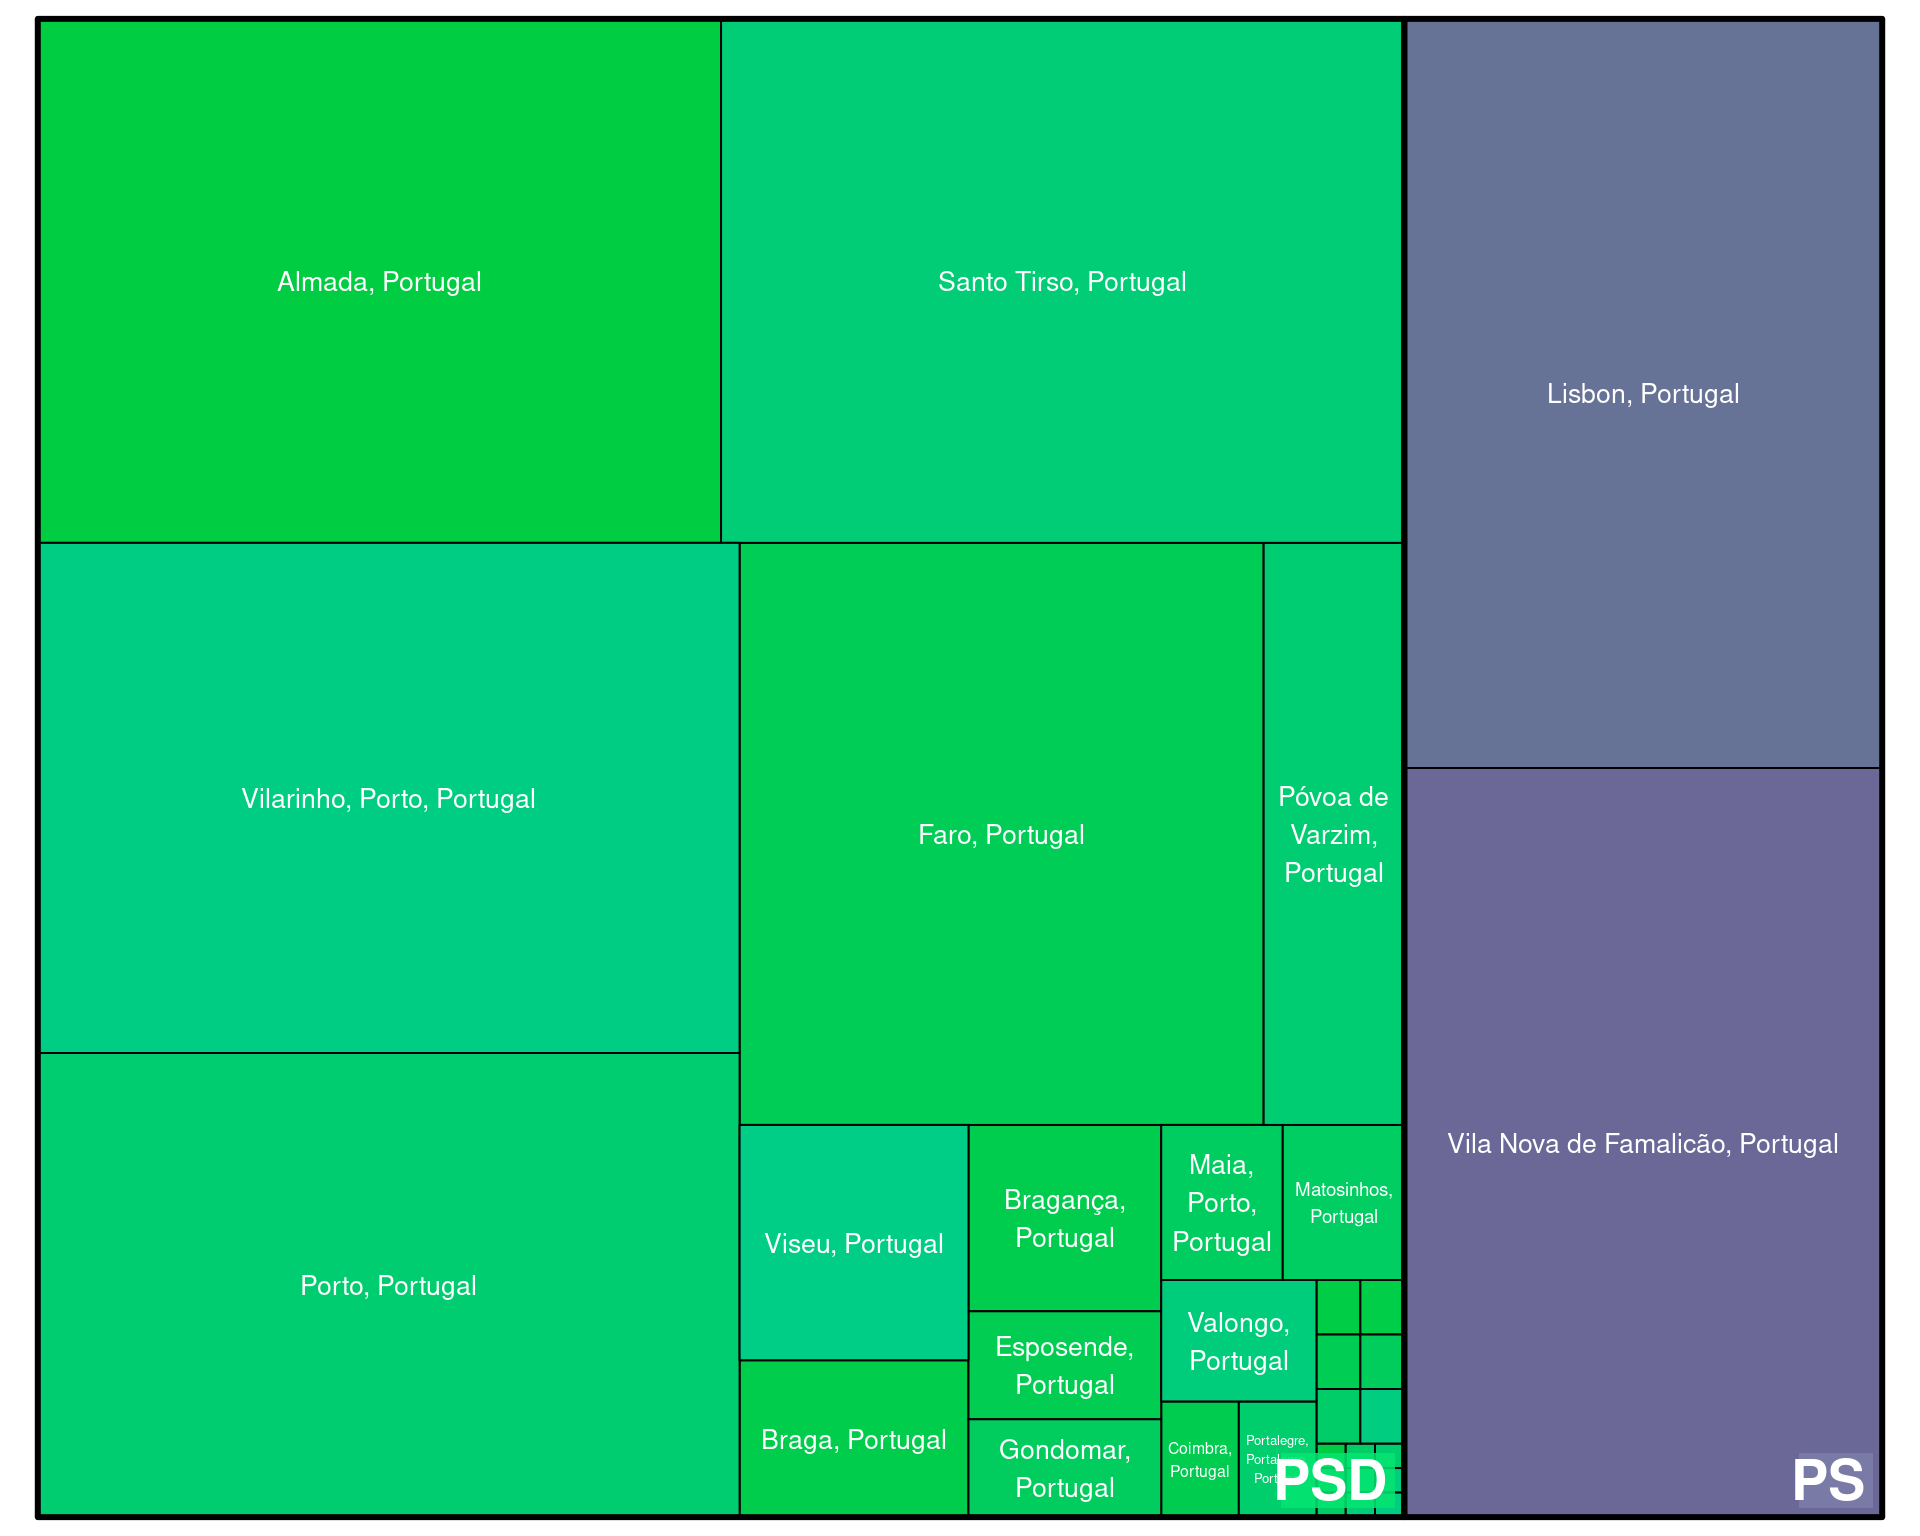 Almada, Portugal
Santo Tirso, Portugal
Lisbon, Portugal
Vilarinho, Porto, Portugal
Faro, Portugal
Póvoa de
Varzim,
Portugal
Vila Nova de Famalicão, Portugal
Porto, Portugal
Viseu, Portugal
Bragança,
Portugal
Maia,
Porto,
Portugal
Matosinhos,
Portugal
Esposende,
Portugal
Valongo,
Portugal
Braga, Portugal
Gondomar,
Portugal
Coimbra,
Portugal
Portalegre,
PSD
PS